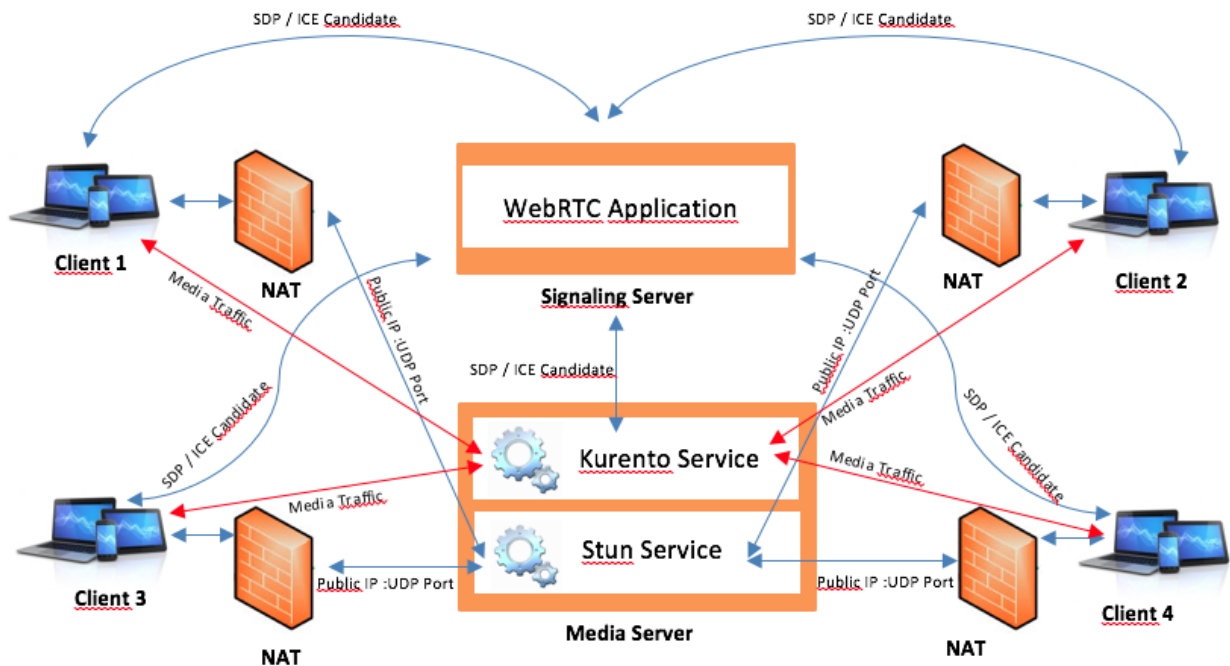 SDP / ICE Candidate
SDP / ICE Candidate
WebRTC Application
Client 1
NAT
Signaling Server
NAT
Client 2
Media Traffic
Public IP :UDP Port
Public IP :UDP Port
Media Traffic
SDP / ICE Candidate
SDP / ICE Candidate
SDP / ICE Candidate
Kurento Service
Media Traffic
Media Traffic
Stun Service
Client 3
Public IP :UDP Port
Public IP :UDP Port
Client 4
NAT
Media Server
NAT